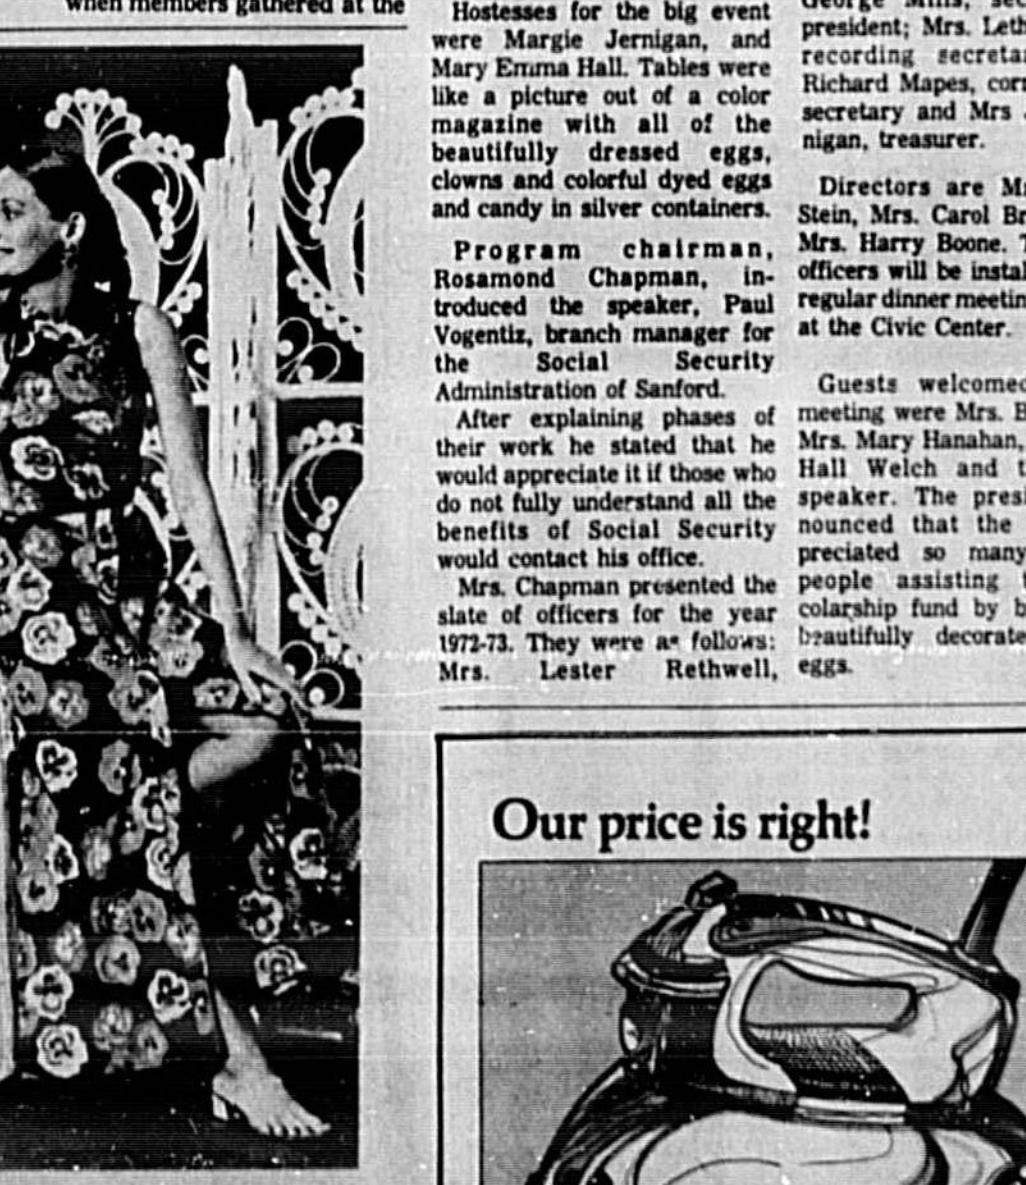 when members gathered at the
Hostesses for the big event
were Margie Jernigan, and
Mary Emma Hall. Tables were
like a picture out of a color
magazine with all of the
beautifully dressed eggs,
clowns and colorful dyed eggs
and candy in silver containers.
Program chairman,
Rosamond Chapman, in-
troduced the speaker, Paul
Vogentiz, branch manager for
the Social Security
Administration of Sanford.
After explaining phases of
their work he stated that he
would appreciate it if those who
do not fully understand all the
benefits of Social Security
would contact his office.
Mrs. Chapman presented the
slate of officers for the year
1972-73. They were as follows:
Mrs. Lester Rethwell,
George Mills,
president; Mrs.
recording
Richard Mapes,
secretary and Mrs
nigan, treasurer.
Directors are
Stein, Mrs. Carol
Mrs. Harry Boone.
officers will be
regular dinner
at the Civic Center.
Guests
meeting were Mrs.
Mrs. Mary Hanahan,
Hall Welch and
speaker. The
nounced that the
preciated so many
people assisting
colarship fund by
beautifully
eggs.
Our price is right!